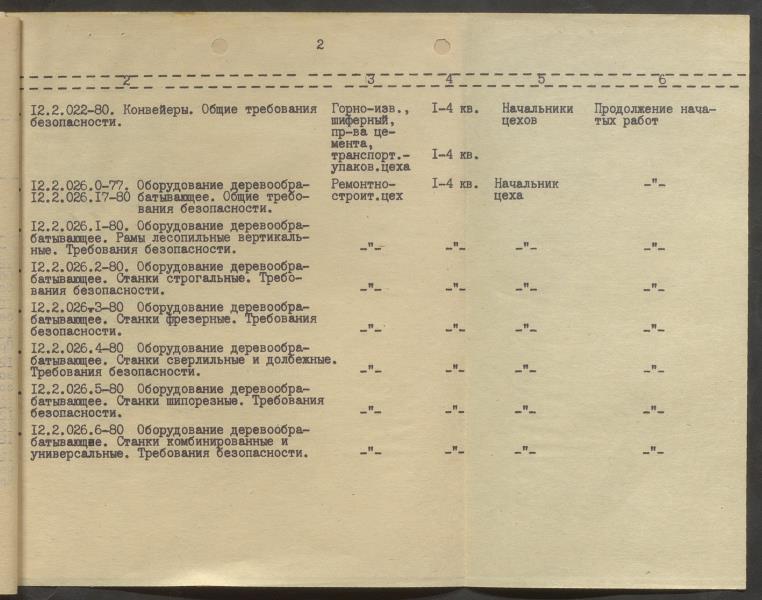 2
2 3 4 5 6
I2.2.022-80. Конвейеры. Общие требования Горно-изв., I-4 кв. Начальники Продолжение нача-
безопасности. шиферный, цехов тых работ
пр-ва це-
мента,
транспорт.- I-4 кв.
упаков.цеха
I2.2.026.0-77. Оборудование деревообра- Ремонтно- I-4 кв. Начальник -"-
I2.2.026.I7-80 батывающее. Общие требо- строит.цех цеха
вания безопасности.
I2.2.026.I-80. Оборудование деревообра-
батывающее. Рамы лесопильные вертикаль-
ные. Требования безопасности. -"- -"- -"- -"-
I2.2.026.2-80. Оборудование деревообра-
батывающее. Станки строгальные. Требо-
вания безопасности. -"- -"- -"- -"-
I2.2.026.3-80 Оборудование деревообра-
батывающее. Станки фрезерные. Требования
безопасности. -"- -"- -"- -"-
I2.2.026.4-80 Оборудование деревообра-
батывающее. Станки сверлильные и долбежные.
Требования безопасности. -"- -"- -"- -"-
I2.2.026.5-80 Оборудование деревообра-
батывающее. Станки шипорезные. Требования
безопасности. -"- -"- -"- -"-
I2.2.026.6-80 Оборудование деревообра-
батывающие. Станки комбинированные и
универсальные. Требования безопасности. -"- -"- -"- -"-